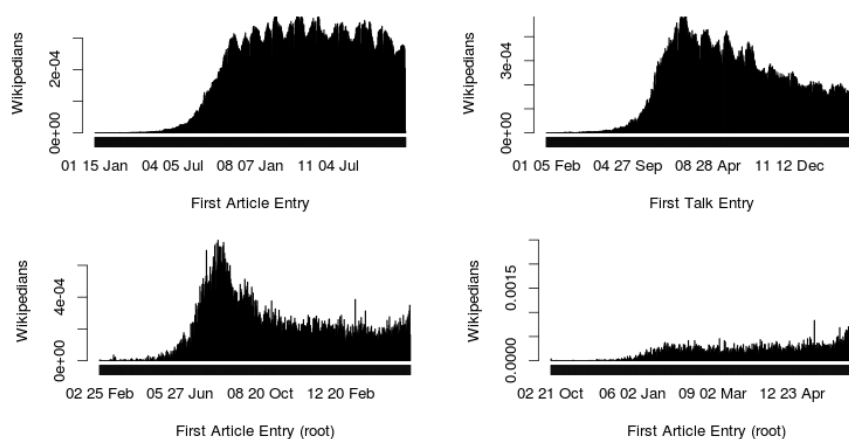 Wikipedians
2e-04
0e+00
01 15 Jan 04 05 Jul 08 07 Jan 11 04 Jul
First Article Entry
Wikipedians
3e-04
0e+00
01 05 Feb 04 27 Sep 08 28 Apr 11 12 Dec
First Talk Entry
Wikipedians
4e-04
0e+00
02 25 Feb 05 27 Jun 08 20 Oct 12 20 Feb
First Article Entry (root)
Wikipedians
0.0015
0.0000
02 21 Oct 06 02 Jan 09 02 Mar 12 23 Apr
First Article Entry (root)